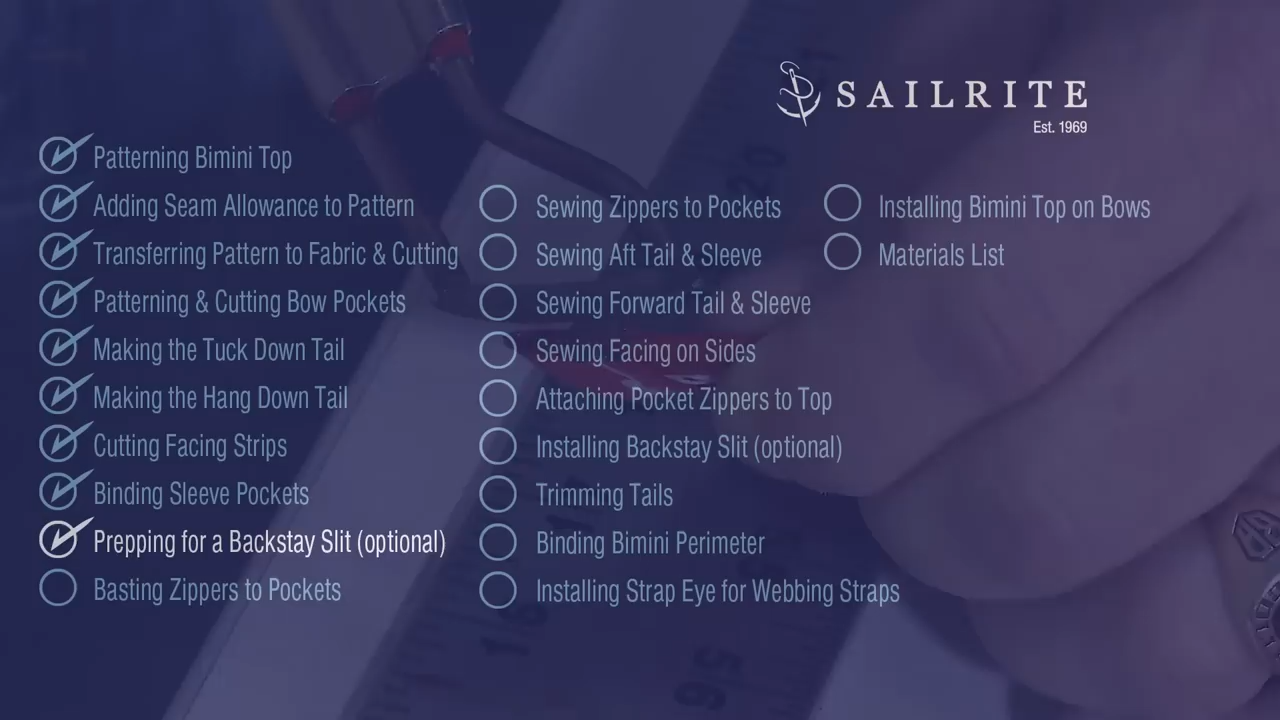 SAILRITE
Est. 1969
Patterning Bimini Top
Adding Seam Allowance to Pattern
Transferring Pattern to Fabric & Cutting
Patterning & Cutting Bow Pockets
Making the Tuck Down Tail
Making the Hang Down Tail
Cutting Facing Strips
Binding Sleeve Pockets
Prepping for a Backstay Slit (optional)
Basting Zippers to Pockets
Sewing Zippers to Pockets
Sewing Aft Tail & Sleeve
Sewing Forward Tail & Sleeve
Sewing Facing on Sides
Attaching Pocket Zippers to Top
Installing Backstay Slit (optional)
Trimming Tails
Binding Bimini Perimeter
Installing Strap Eye for Webbing Straps
Installing Bimini Top on Bows
Materials List